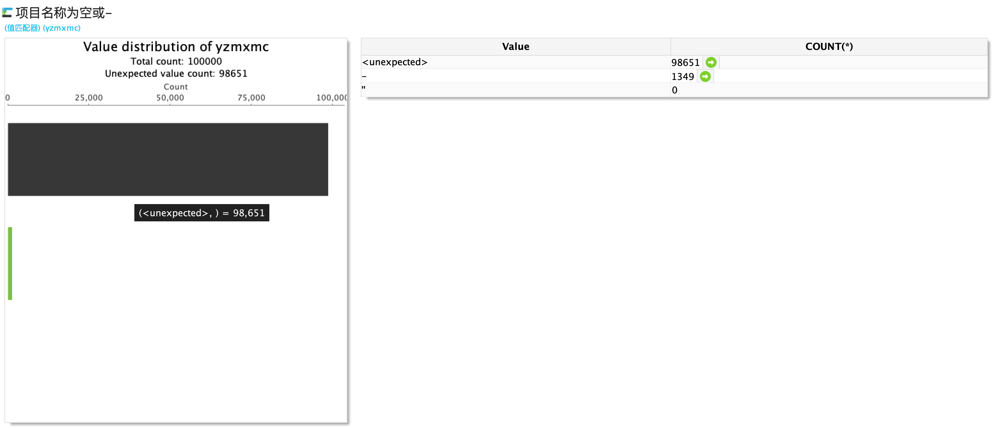 项目名称为空或-
(值匹配器) (yzmxmc)
Value distribution of yzmxmc
Total count: 100000
Unexpected value count: 98651
Count
0 25,000 50,000 75,000 100,000
(<unexpected>, ) = 98,651
Value COUNT(*)
<unexpected> 98651
- 1349
" 0